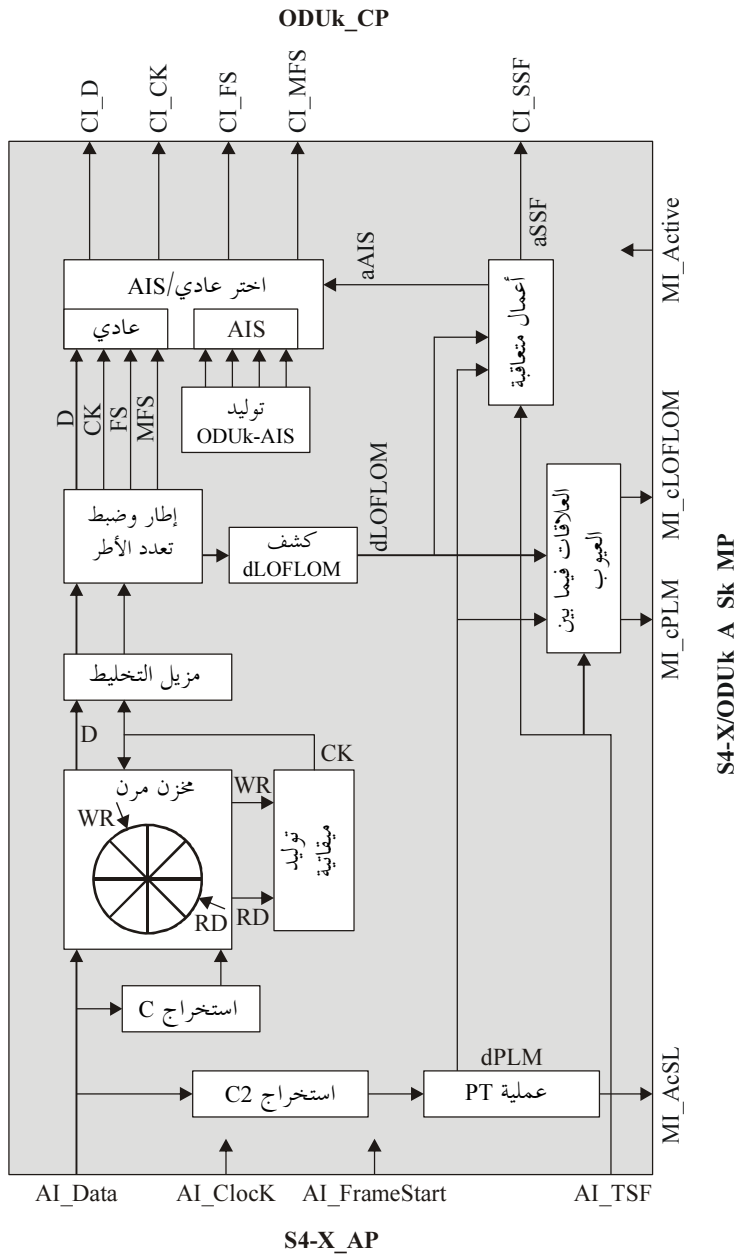 ODUk_CP
CI_D
CI_CK
CI_FS
CI_MFS
CI_SSF
aSSF
MI_Active
aAIS
اختر عادي/AIS
عادي
AIS
أعمال متعاقبة
D
CK
FS
MFS
توليد
ODUk-AIS
dLOFLOM
إطار وضبط
تعدد الأطر
كشف
dLOFLOM
العلاقات فيما بين
العيوب
MI_cLOFLOM
MI_cPLM
S4-X/ODUk_A_Sk_MP
مزيل التخليط
D
CK
مخزن مرن
WR
WR
RD
RD
توليد
ميقاتية
استخراج C
dPLM
استخراج C2
عملية PT
MI_AcSL
AI_Data
AI_ClocK
AI_FrameStart
AI_TSF
S4-X_AP